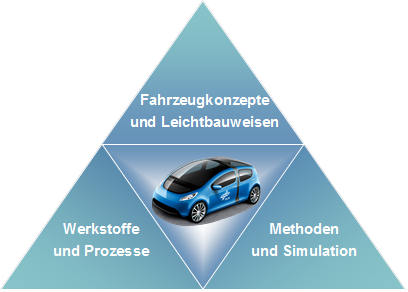 Fahrzeugkonzepte
und Leichtbauweisen
Werkstoffe
und Prozesse
Methoden
und Simulation